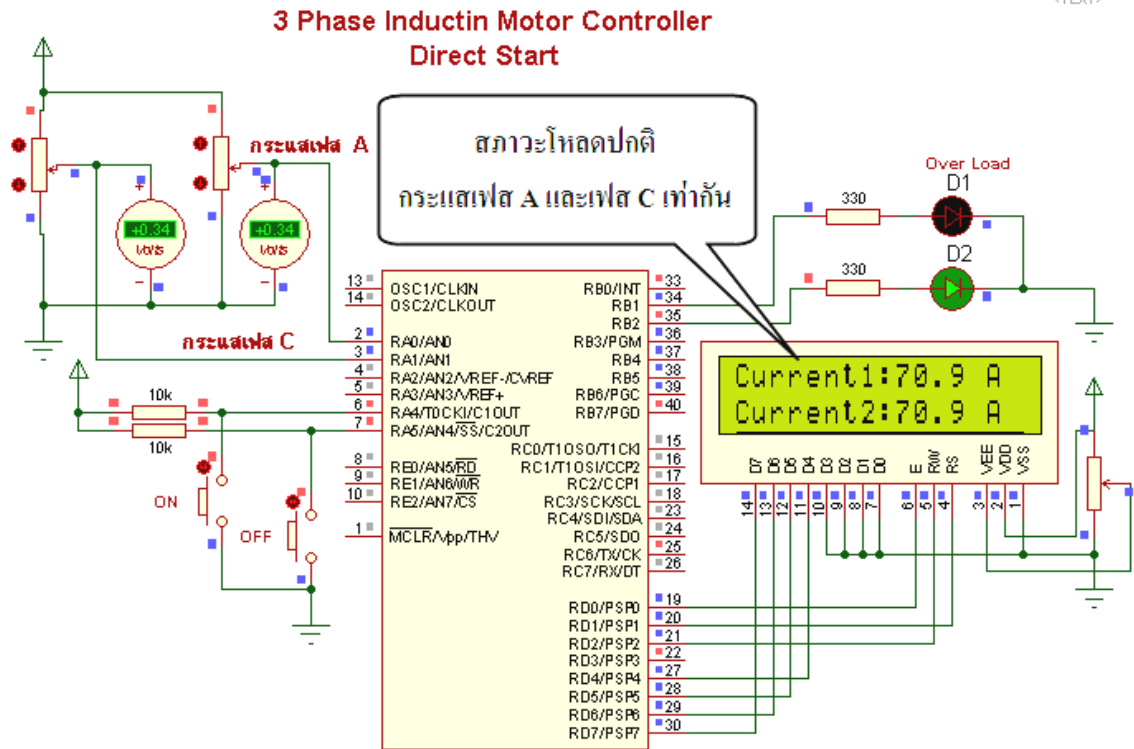 3 Phase Inductin Motor Controller
Direct Start
สภาวะโหลดปกติ
กระแสเฟส A และเฟส C เท่ากัน
กระแสเฟส A
+0.34
Volts
+0.34
Volts
กระแสเฟส C
Over Load
D1
330
D2
330
Current1:70.9 A
Current2:70.9 A
D7
D6
D5
D4
D3
D2
D1
D0
E
RW
RS
VEE
VDD
VSS
14
13
12
11
10
9
8
7
6
5
4
3
2
1
10k
10k
ON
OFF
13 OSC1/CLKIN
14 OSC2/CLKOUT
2 RA0/AN0
3 RA1/AN1
4 RA2/AN2/VREF-/CVREF
5 RA3/AN3/VREF+
6 RA4/T0CKI/C1OUT
7 RA5/AN4/SS/C2OUT
8 RE0/AN5/RD
9 RE1/AN6/WR
10 RE2/AN7/CS
1 MCLR/Vpp/THV
RB0/INT 33
RB1 34
RB2 35
RB3/PGM 36
RB4 37
RB5 38
RB6/PGC 39
RB7/PGD 40
RC0/T1OSO/T1CKI 15
RC1/T1OSI/CCP2 16
RC2/CCP1 17
RC3/SCK/SCL 18
RC4/SDI/SDA 23
RC5/SDO 24
RC6/TX/CK 25
RC7/RX/DT 26
RD0/PSP0 19
RD1/PSP1 20
RD2/PSP2 21
RD3/PSP3 22
RD4/PSP4 27
RD5/PSP5 28
RD6/PSP6 29
RD7/PSP7 30